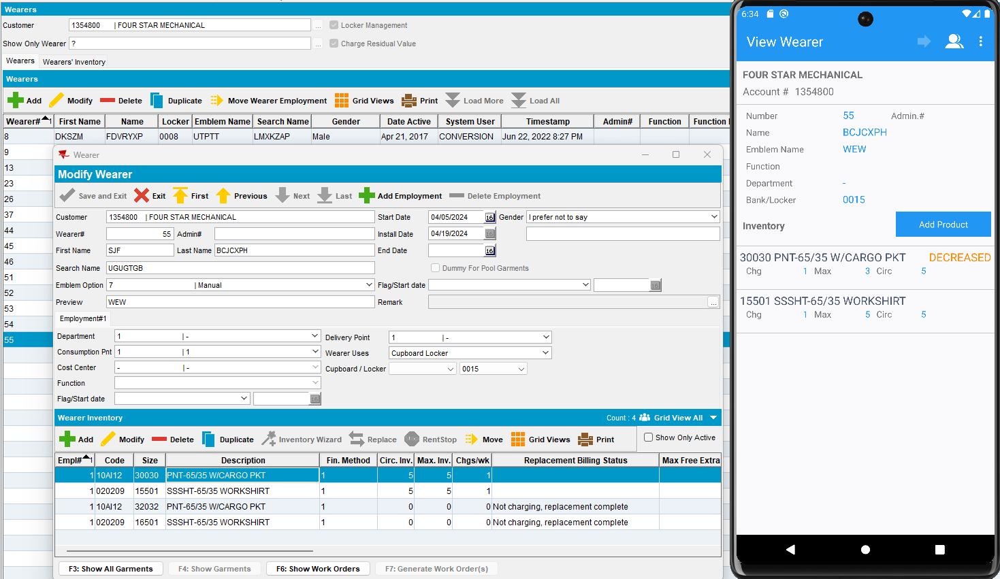 Wearers
Customer 1354800 | FOUR STAR MECHANICAL ... Locker Management
Show Only Wearer ? ... Charge Residual Value
Wearers Wearers' Inventory
Wearers
Add Modify Delete Duplicate Move Wearer Employment Grid Views Print Load More Load All
Wearer# 1 First Name Name Locker Emblem Name Search Name Gender Date Active System User Timestamp Admin# Function Function
8 DKSZM FDVRYXP 0008 UTPTT LMXKZAP Male Apr 21, 2017 CONVERSION Jun 22, 2022 8:27 PM
9
13
23
26
37
44
45
46
51
52
53
54
55
Wearer
Modify Wearer
Save and Exit Exit First Previous Next Last Add Employment Delete Employment
Customer 1354800 | FOUR STAR MECHANICAL Start Date 04/05/2024 16 Gender I prefer not to say
Wearer# 55 Admin# Install Date 04/19/2024 16
First Name SJF Last Name BCJCXPH End Date 16
Search Name UGUGTGB Dummy For Pool Garments
Emblem Option 7 | Manual Flag/Start date 16
Preview WEW Remark ...
Employment#1
Department 1 | - Delivery Point 1 | -
Consumption Pnt 1 | 1 Wearer Uses Cupboard Locker
Cost Center - | - Cupboard / Locker 0015
Function
Flag/Start date 16
Wearer Inventory Count : 4 Grid View All
Add Modify Delete Duplicate Inventory Wizard Replace RentStop Move Grid Views Print Show Only Active
Empl# 1 Code Size Description Fin. Method Circ. Inv. Max. Inv. Chgs/wk Replacement Billing Status Max Free Extra
1 10AI12 30030 PNT-65/35 W/CARGO PKT 1 5 5 1
1 020209 15501 SSSHT-65/35 WORKSHIRT 1 5 5 1
1 10AI12 32032 PNT-65/35 W/CARGO PKT 1 0 0 0 Not charging, replacement complete
1 020209 16501 SSSHT-65/35 WORKSHIRT 1 0 0 0 Not charging, replacement complete
F3: Show All Garments F4: Show Garments F6: Show Work Orders F7: Generate Work Order(s)
6:34
View Wearer
FOUR STAR MECHANICAL
Account # 1354800
Number 55 Admin.#
Name BCJCXPH
Emblem Name WEW
Function
Department -
Bank/Locker 0015
Inventory Add Product
30030 PNT-65/35 W/CARGO PKT DECREASED
Chg 1 Max 3 Circ 5
15501 SSSHT-65/35 WORKSHIRT
Chg 1 Max 5 Circ 5